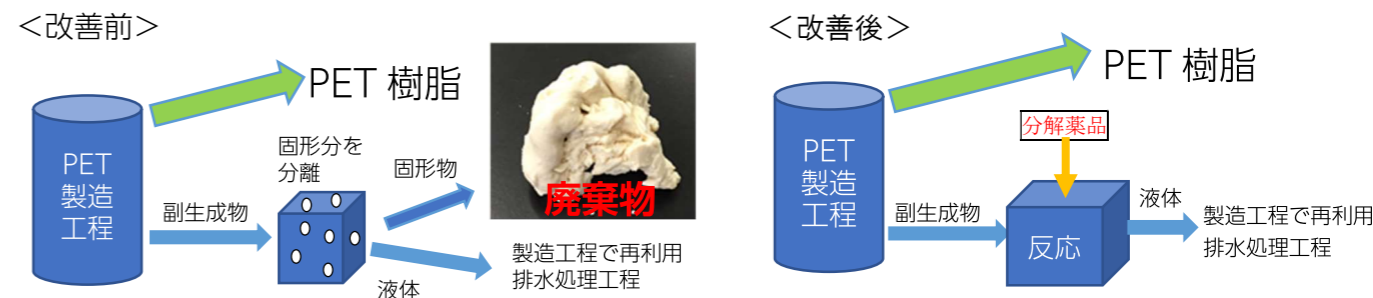 <改善前>
PET 樹脂
PET
製造
工程
副生成物
固形分を
分離
固形物
廃棄物
液体
製造工程で再利用
排水処理工程
<改善後>
PET 樹脂
分解薬品
PET
製造
工程
副生成物
反応
液体
製造工程で再利用
排水処理工程